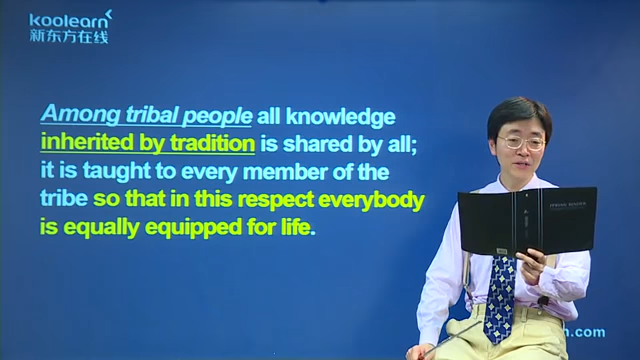 koolearn
新东方在线
Among tribal people all knowledge
inherited by tradition is shared by all;
it is taught to every member of the
tribe so that in this respect everybody
is equally equipped for life.